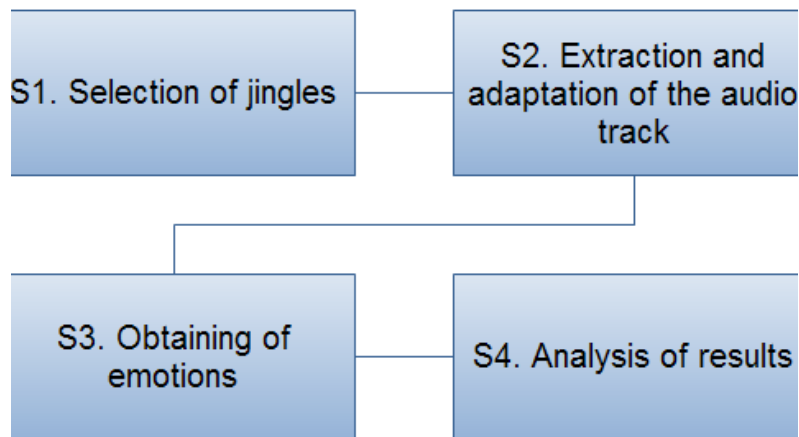 S1. Selection of jingles
S2. Extraction and
adaptation of the audio
track
S3. Obtaining of
emotions
S4. Analysis of results